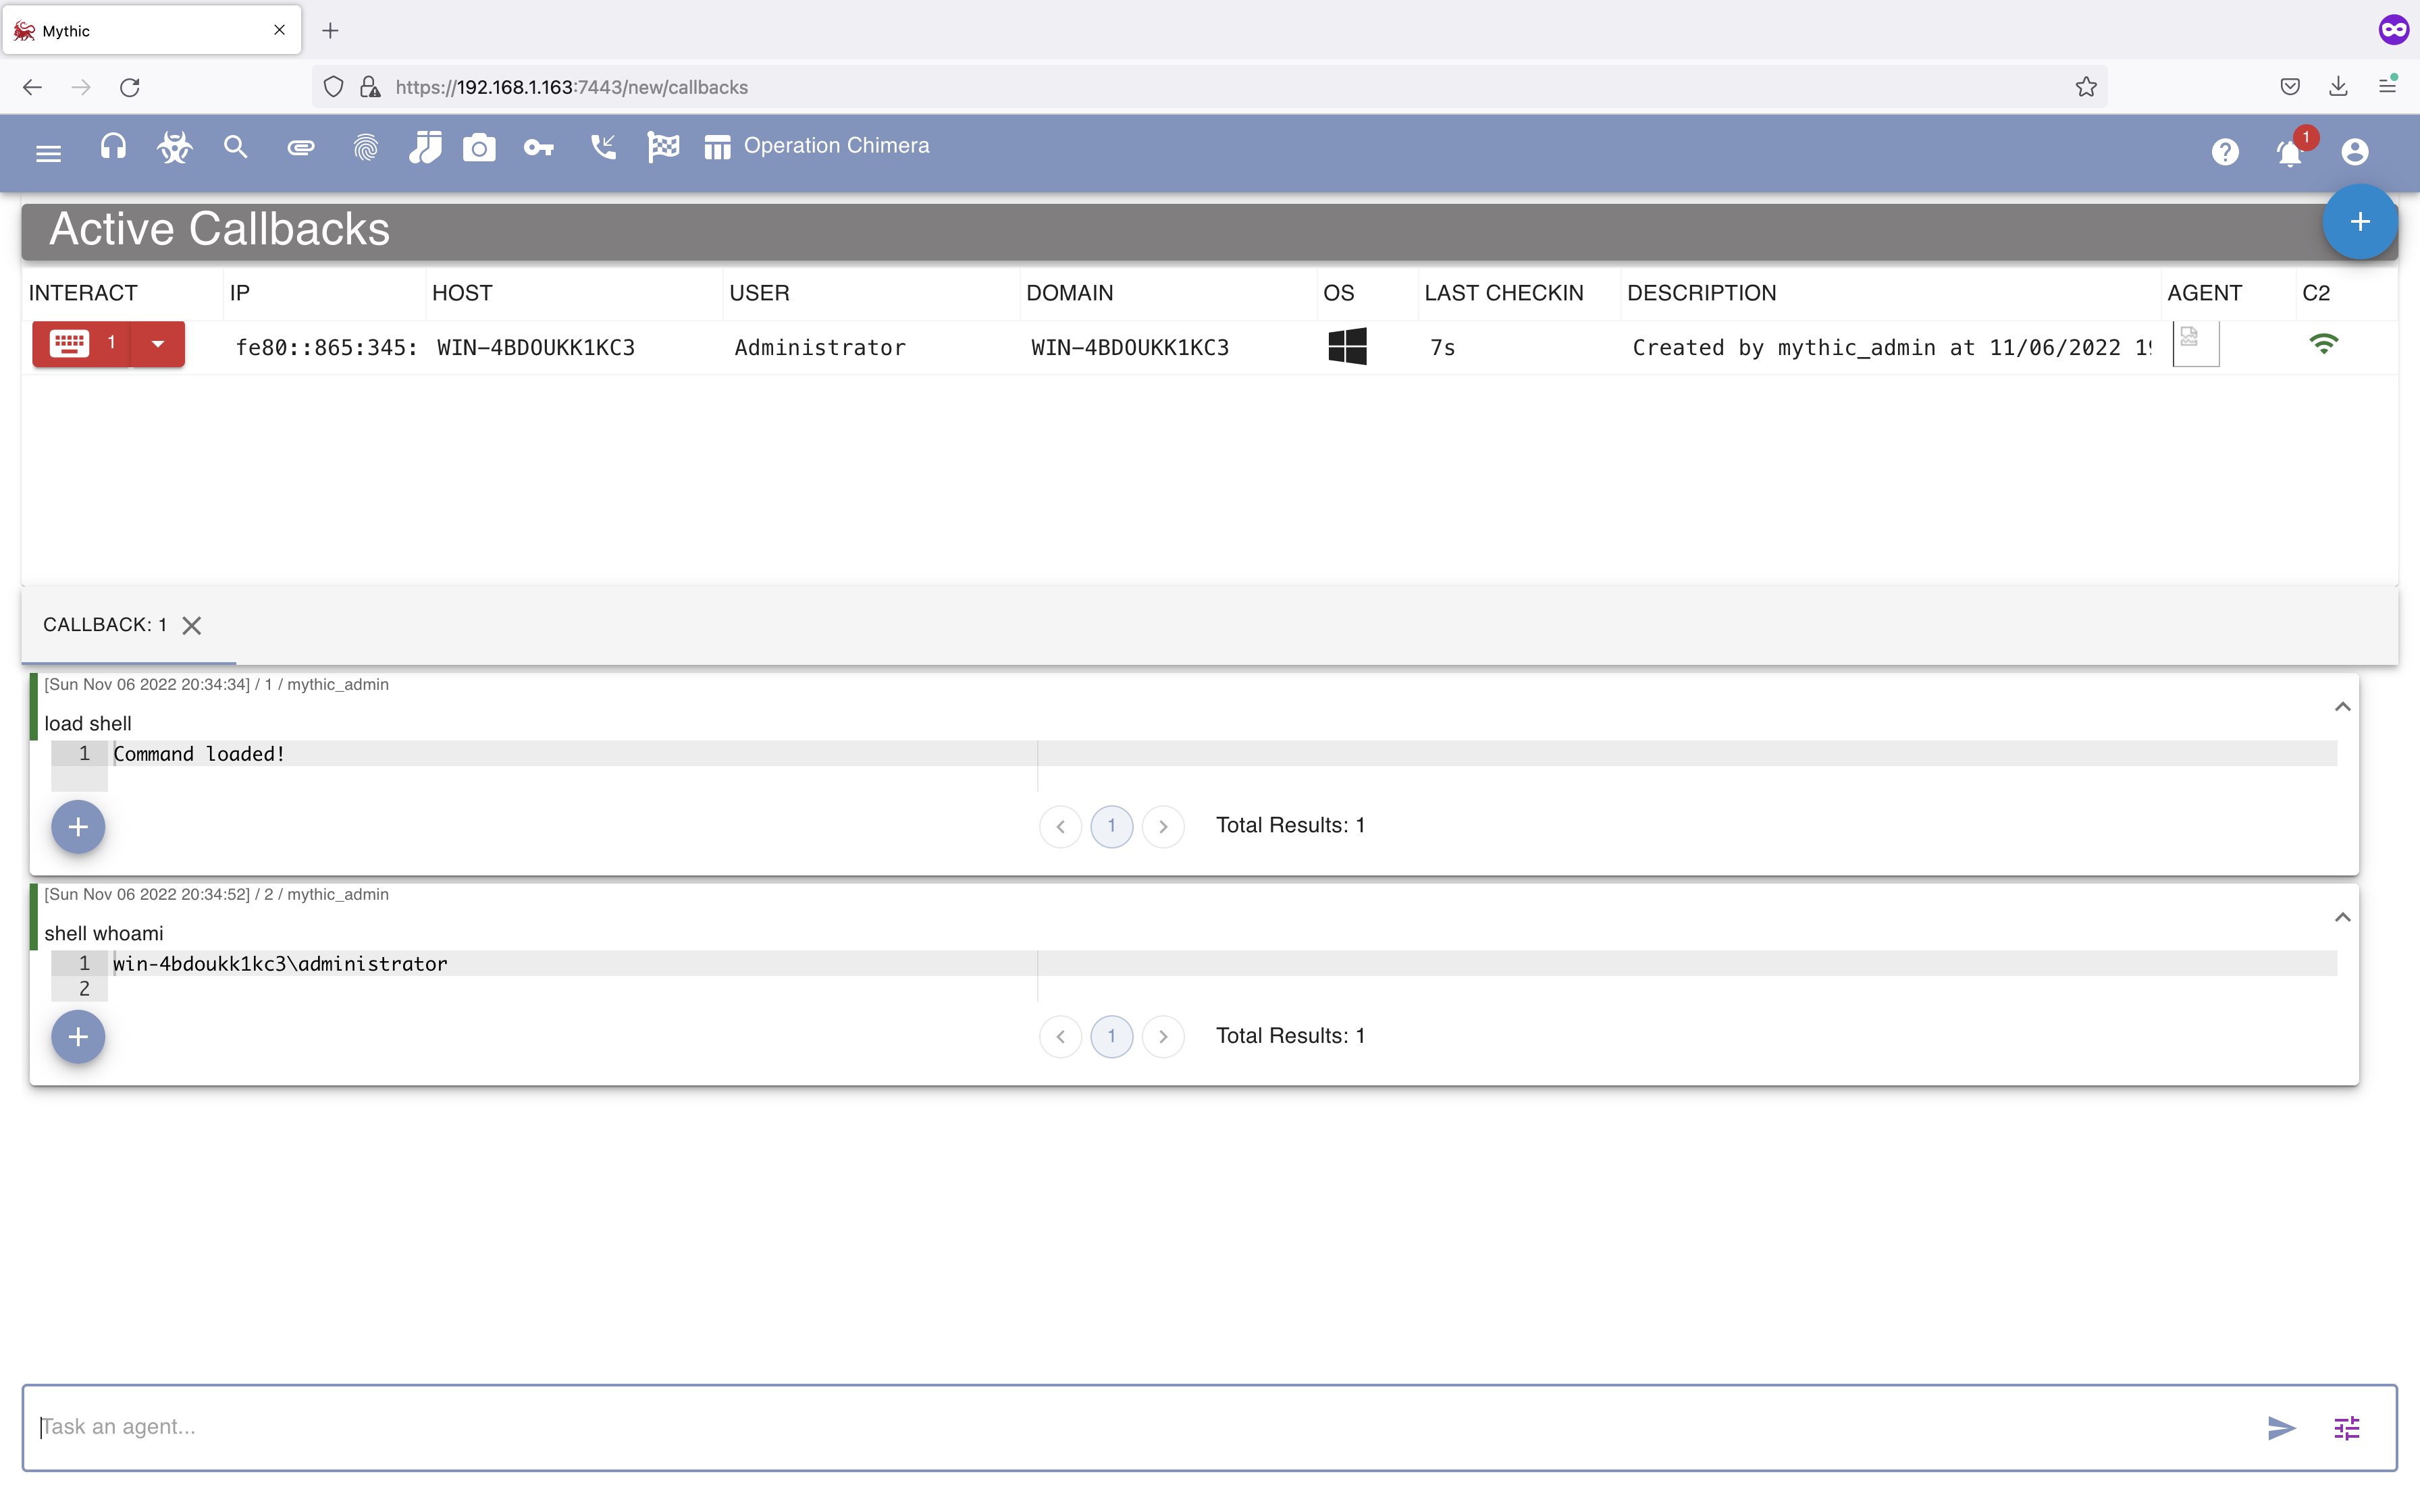 Mythic
https://192.168.1.163:7443/new/callbacks
Operation Chimera
1
Active Callbacks
INTERACT IP HOST USER DOMAIN OS LAST CHECKIN DESCRIPTION AGENT C2
1 fe80::865:345: WIN-4BDOUKK1KC3 Administrator WIN-4BDOUKK1KC3 7s Created by mythic_admin at 11/06/2022
CALLBACK: 1
[Sun Nov 06 2022 20:34:34] / 1 / mythic_admin
load shell
1 Command loaded!
1 Total Results: 1
[Sun Nov 06 2022 20:34:52] / 2 / mythic_admin
shell whoami
1 win-4bdoukk1kc3\administrator
2
1 Total Results: 1
Task an agent...